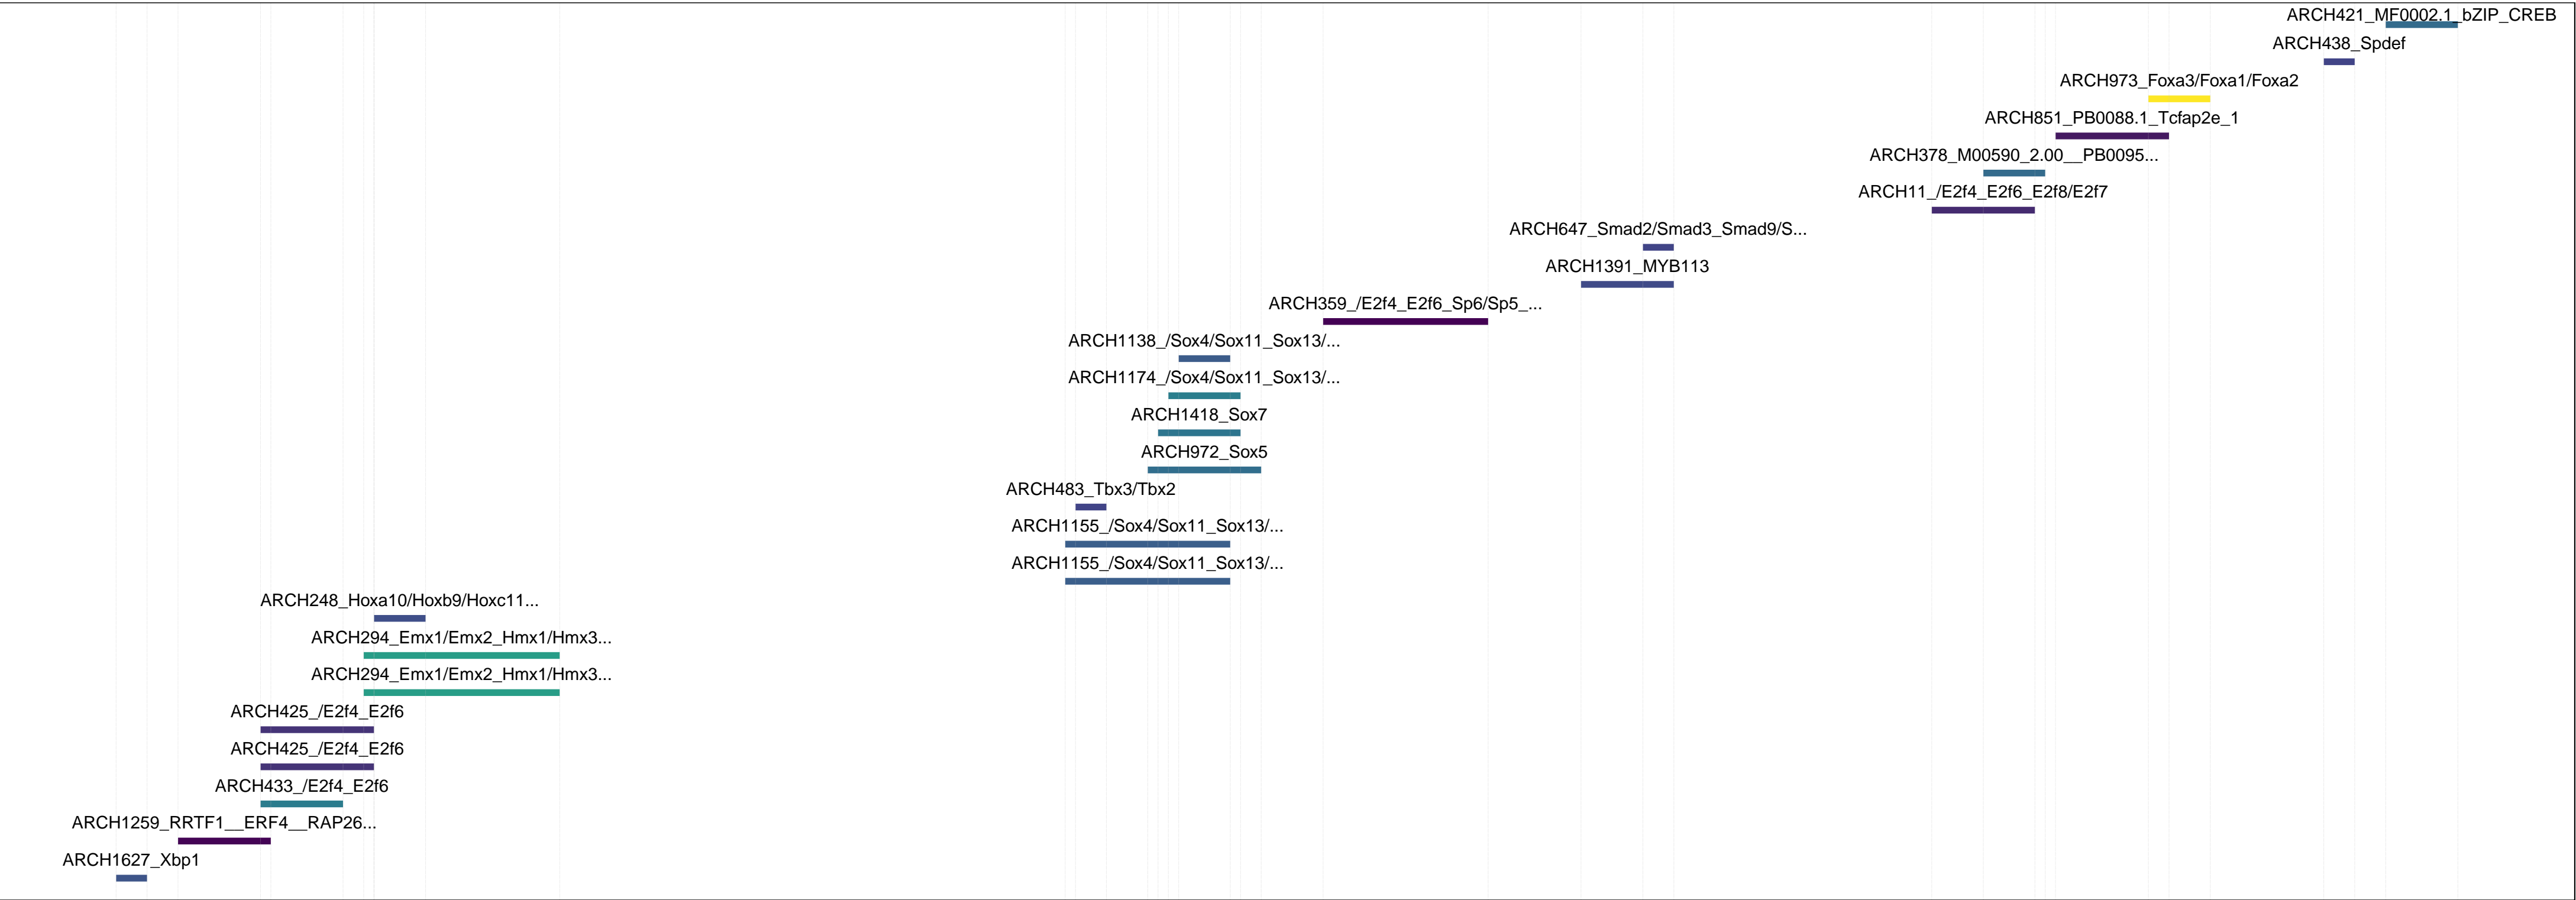 ARCH421_MF0002.1_bZIP_CREB
ARCH438_Spdef
ARCH973_Foxa3/Foxa1/Foxa2
ARCH851_PB0088.1_Tcfap2e_1
ARCH378_M00590_2.00__PB0095...
ARCH11_/E2f4_E2f6_E2f8/E2f7
ARCH647_Smad2/Smad3_Smad9/S...
ARCH1391_MYB113
ARCH359_/E2f4_E2f6_Sp6/Sp5_...
ARCH1138_/Sox4/Sox11_Sox13/...
ARCH1174_/Sox4/Sox11_Sox13/...
ARCH1418_Sox7
ARCH972_Sox5
ARCH483_Tbx3/Tbx2
ARCH1155_/Sox4/Sox11_Sox13/...
ARCH1155_/Sox4/Sox11_Sox13/...
ARCH248_Hoxa10/Hoxb9/Hoxc11...
ARCH294_Emx1/Emx2_Hmx1/Hmx3...
ARCH294_Emx1/Emx2_Hmx1/Hmx3...
ARCH425_/E2f4_E2f6
ARCH425_/E2f4_E2f6
ARCH433_/E2f4_E2f6
ARCH1259_RRTF1__ERF4__RAP26...
ARCH1627_Xbp1